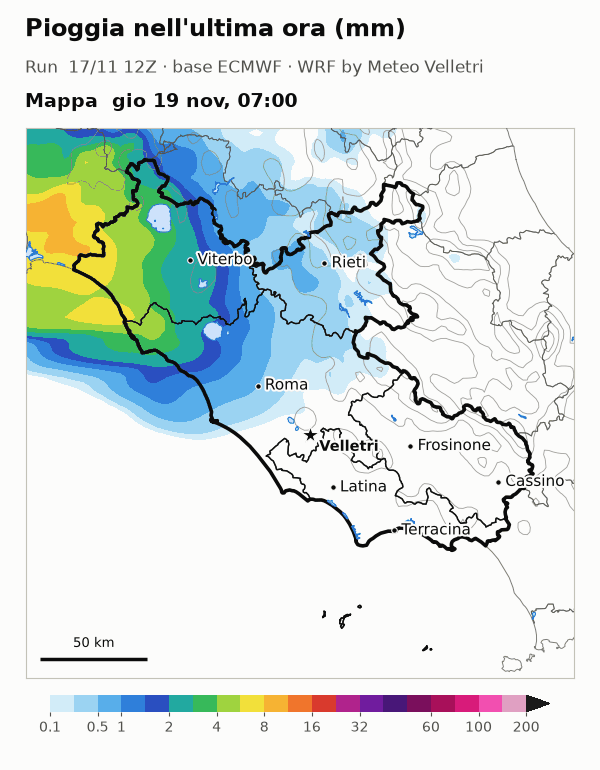 Pioggia nell'ultima ora (mm)
Run  17/11 12Z · base ECMWF · WRF by Meteo Velletri
Mappa  gio 19 nov, 07:00
Viterbo
Rieti
Roma
Velletri
Frosinone
Latina
Cassino
Terracina
50 km
0.1 0.5 1 2 4 8 16 32 60 100 200